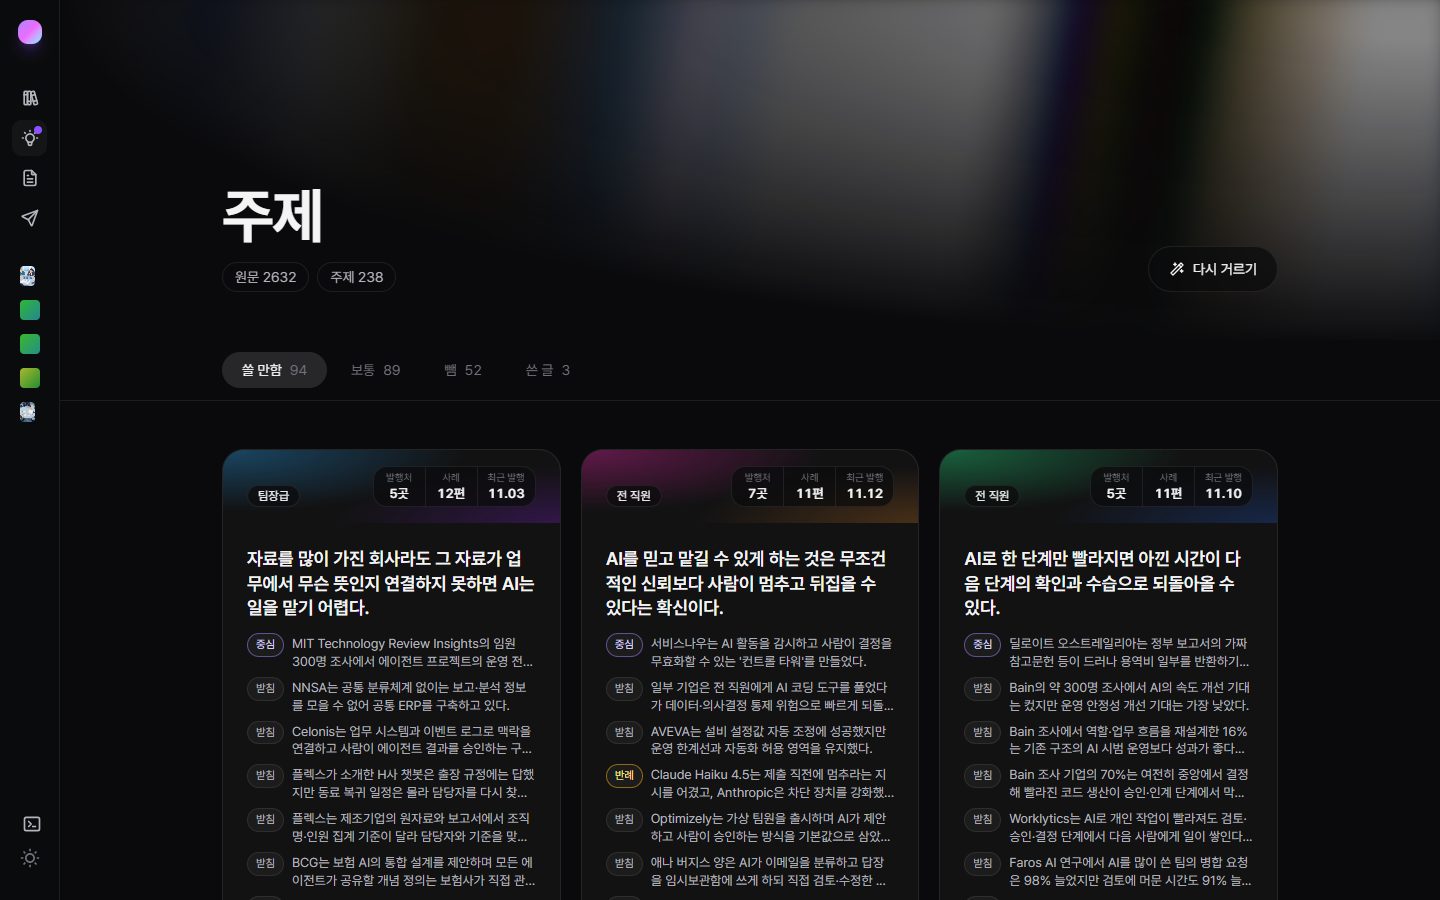 주제
원문 2632
주제 238
다시 거르기
쓸 만함 94
보통 89
뺌 52
쓴 글 3
팀장급
발행처 사례 최근 발행
5곳 12편 11.03
자료를 많이 가진 회사라도 그 자료가 업
무에서 무슨 뜻인지 연결하지 못하면 AI는
일을 맡기 어렵다.
중심 MIT Technology Review Insights의 임원
300명 조사에서 에이전트 프로젝트의 운영 전...
받침 NNSA는 공통 분류체계 없이는 보고·분석 정보
를 모을 수 없어 공통 ERP를 구축하고 있다.
받침 Celonis는 업무 시스템과 이벤트 로그로 맥락을
연결하고 사람이 에이전트 결과를 승인하는 구...
받침 플렉스가 소개한 H사 챗봇은 출장 규정에는 답했
지만 동료 복귀 일정은 몰라 담당자를 다시 찾...
받침 플렉스는 제조기업의 원자료와 보고서에서 조직
명·인원 집계 기준이 달라 담당자와 기준을 맞...
받침 BCG는 보험 AI의 통합 설계를 제안하며 모든 에
이전트가 공유할 개념 정의는 보험사가 직접 관...
전 직원
발행처 사례 최근 발행
7곳 11편 11.12
AI를 믿고 맡길 수 있게 하는 것은 무조건
적인 신뢰보다 사람이 멈추고 뒤집을 수
있다는 확신이다.
중심 서비스나우는 AI 활동을 감시하고 사람이 결정을
무효화할 수 있는 '컨트롤 타워'를 만들었다.
받침 일부 기업은 전 직원에게 AI 코딩 도구를 풀었다
가 데이터·의사결정 통제 위험으로 빠르게 되돌...
받침 AVEVA는 설비 설정값 자동 조정에 성공했지만
운영 한계선과 자동화 허용 영역을 유지했다.
반례 Claude Haiku 4.5는 제출 직전에 멈추라는 지
시를 어겼고, Anthropic은 차단 장치를 강화했...
받침 Optimizely는 가상 팀원을 출시하며 AI가 제안
하고 사람이 승인하는 방식을 기본값으로 삼았...
받침 애나 버지스 양은 AI가 이메일을 분류하고 답장
을 임시보관함에 쓰게 하되 직접 검토·수정한 ...
전 직원
발행처 사례 최근 발행
5곳 11편 11.10
AI로 한 단계만 빨라지면 아낀 시간이 다
음 단계의 확인과 수습으로 되돌아올 수
있다.
중심 딜로이트 오스트레일리아는 정부 보고서의 가짜
참고문헌 등이 드러나 용역비 일부를 반환하기...
받침 Bain의 약 300명 조사에서 AI의 속도 개선 기대
는 컸지만 운영 안정성 개선 기대는 가장 낮았다.
받침 Bain 조사에서 역할·업무 흐름을 재설계한 16%
는 기존 구조의 AI 시범 운영보다 성과가 좋다...
받침 Bain 조사 기업의 70%는 여전히 중앙에서 결정
해 빨라진 코드 생산이 승인·인계 단계에서 막...
받침 Worklytics는 AI로 개인 작업이 빨라져도 검토·
승인·결정 단계에서 다음 사람에게 일이 쌓인다...
받침 Faros AI 연구에서 AI를 많이 쓴 팀의 병합 요청
은 98% 늘었지만 검토에 머문 시간도 91% 늘...